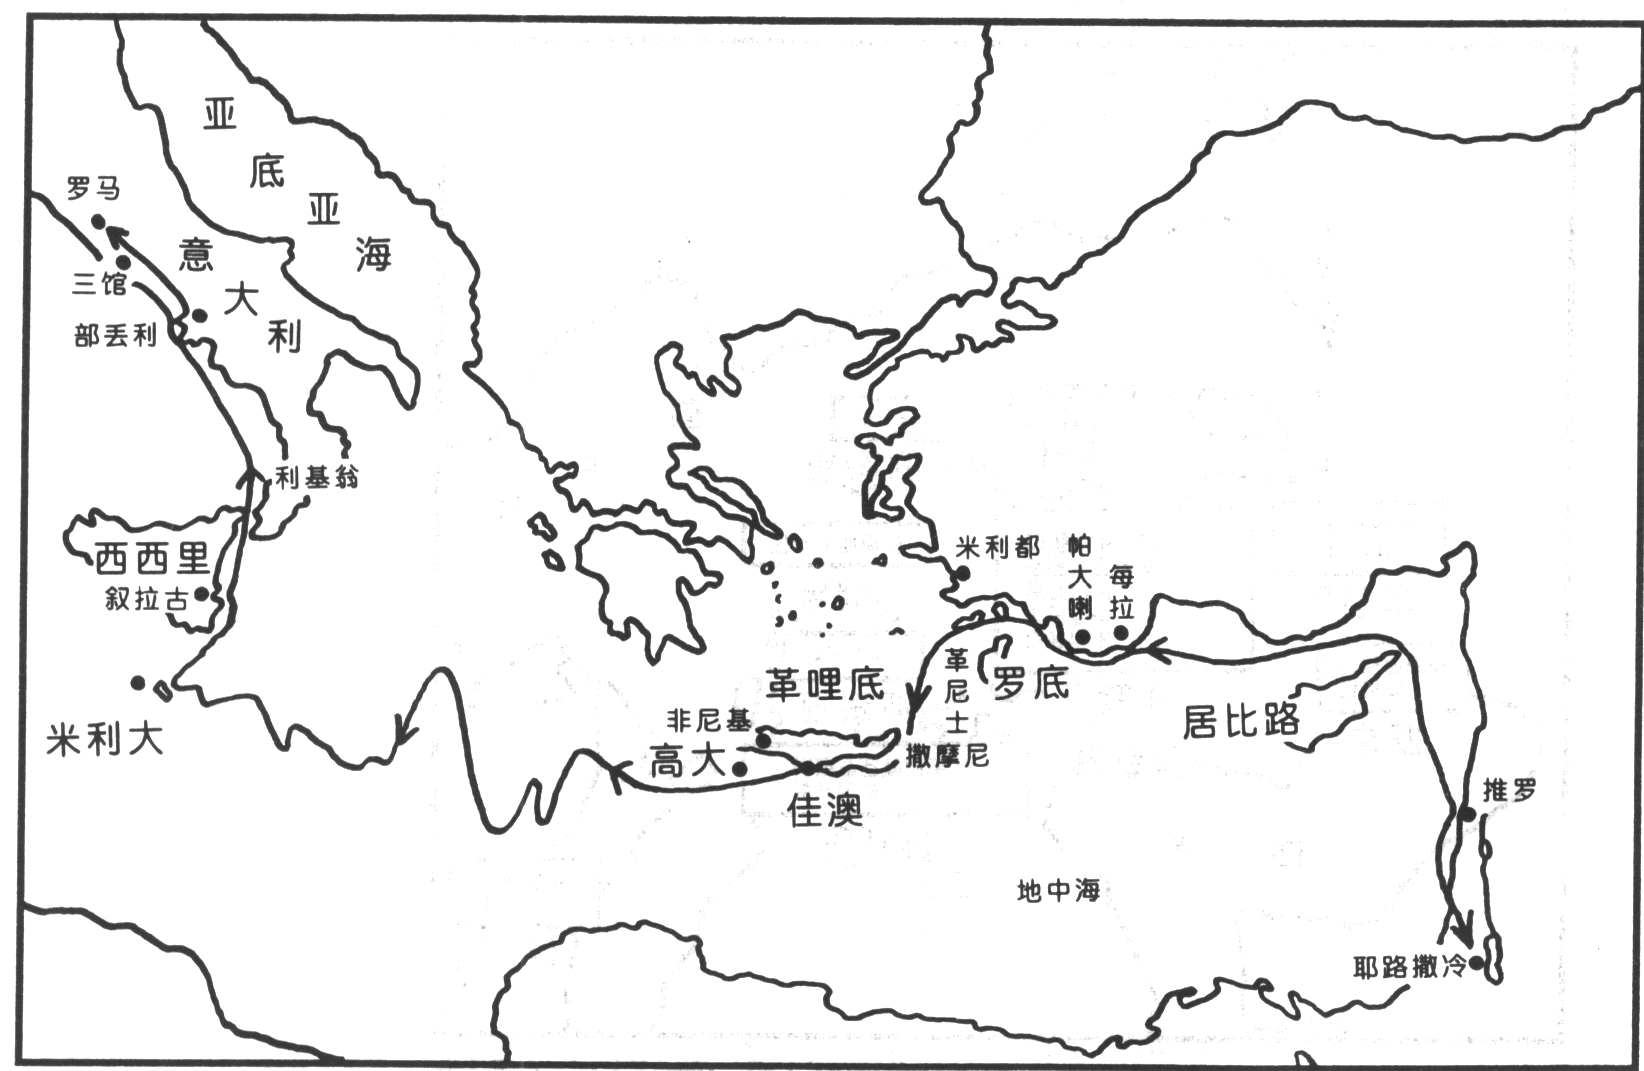 亚底亚海
罗马
意大利
三馆
部丢利
利基翁
西西里
叙拉古
米利大
米利都
帕大喇
每拉
革尼士
罗底
革哩底
非尼基
高大
撒摩尼
佳澳
居比路
推罗
地中海
耶路撒冷